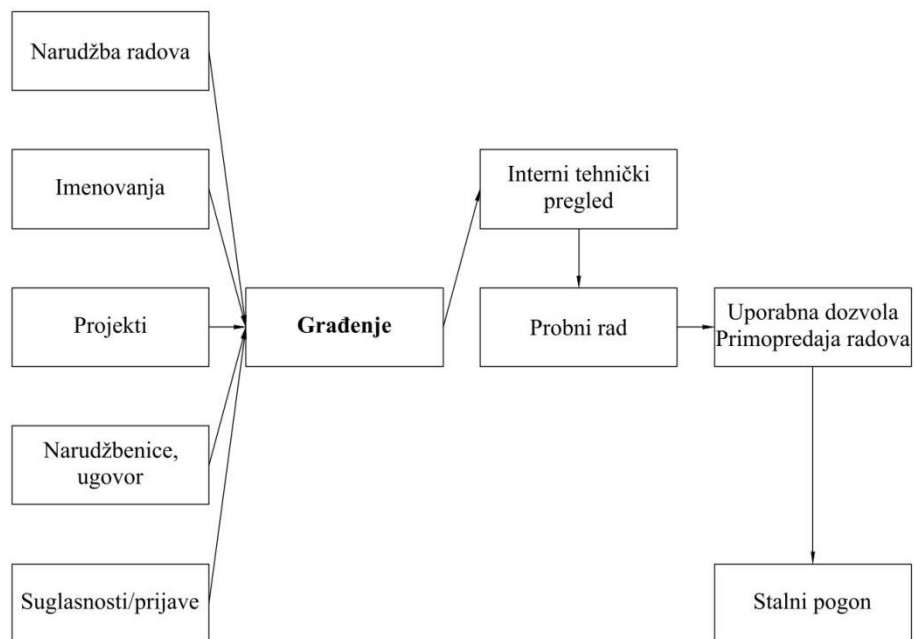 Narudžba radova
Imenovanja
Projekti
Narudžbenice,
ugovor
Suglasnosti/prijave
Građenje
Interni tehnički
pregled
Probni rad
Uporabna dozvola
Primopredaja radova
Stalni pogon